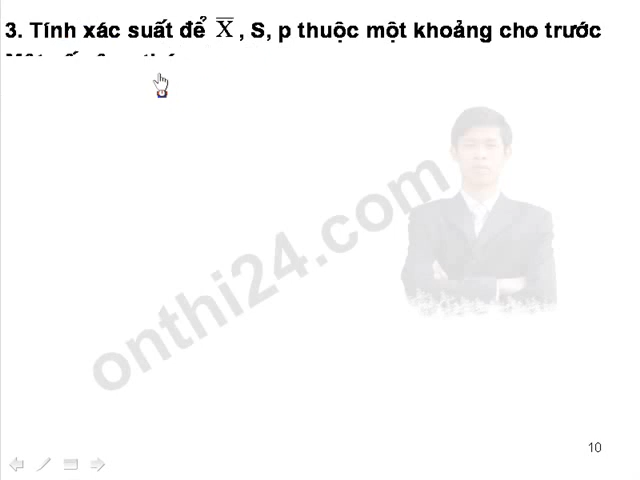 3. Tính xác suất để X̅ , S, p thuộc một khoảng cho trước
onthi24.com
10